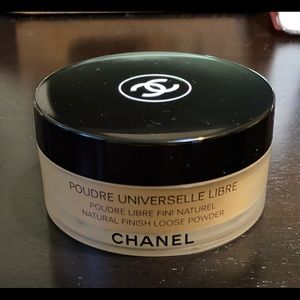 POUDRE UNIVERSELLE LIBRE
POUDRE LIBRE FINI NATUREL
NATURAL FINISH LOOSE POWDER
CHANEL